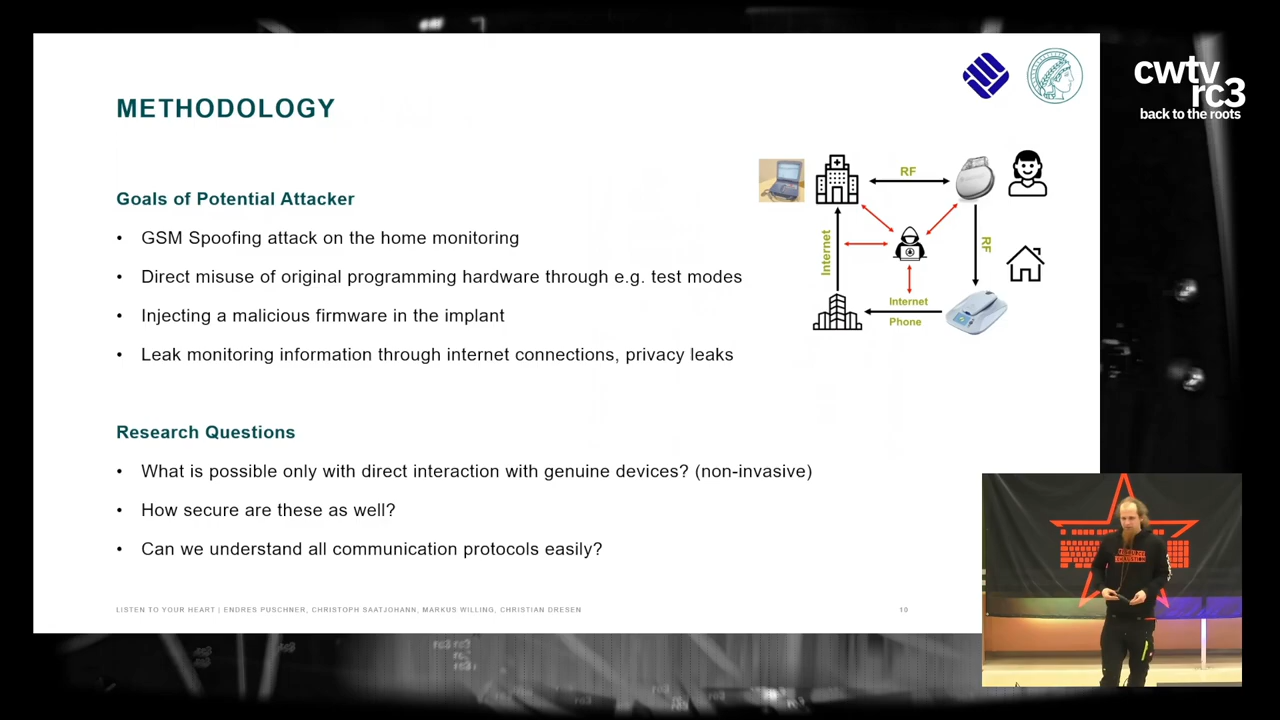 cwtv
rc3
back to the roots
METHODOLOGY
Goals of Potential Attacker
• GSM Spoofing attack on the home monitoring
• Direct misuse of original programming hardware through e.g. test modes
• Injecting a malicious firmware in the implant
• Leak monitoring information through internet connections, privacy leaks
RF
Internet
RF
Internet
Phone
Research Questions
• What is possible only with direct interaction with genuine devices? (non-invasive)
• How secure are these as well?
• Can we understand all communication protocols easily?
LISTEN TO YOUR HEART | ENDRES PUSCHNER, CHRISTOPH SAATJOHANN, MARKUS WILLING, CHRISTIAN DRESEN
10
rc3 rc3